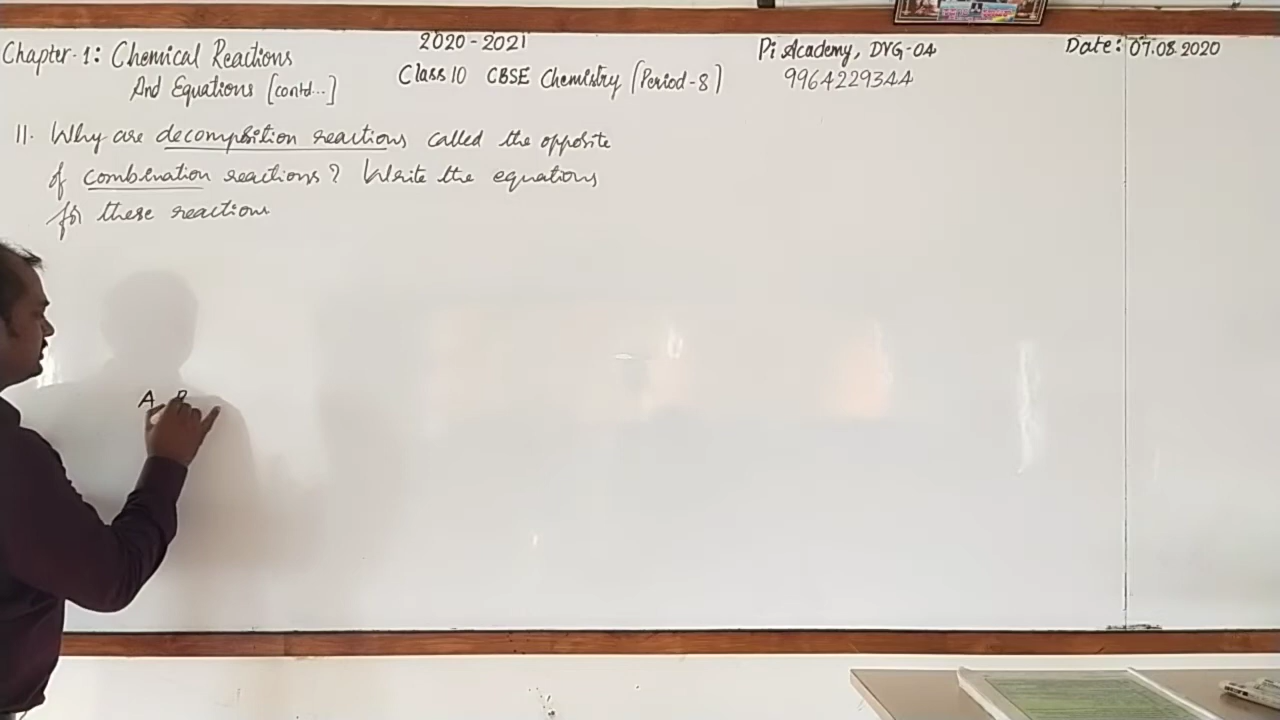 Chapter-1: Chemical Reactions
And Equations [contd...]
2020-2021
Class 10 CBSE Chemistry (Period-8)
Pi Academy, DVG-04
9964229344
Date: 07.08.2020
11. Why are decomposition reactions called the opposite
of combination reactions? Write the equations
for these reactions
A B